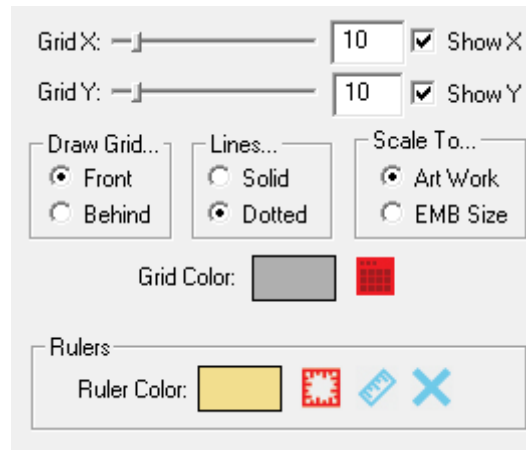 Grid X: 10 Show X
Grid Y: 10 Show Y
Draw Grid... Lines... Scale To...
Front Solid Art Work
Behind Dotted EMB Size
Grid Color:
Rulers
Ruler Color: